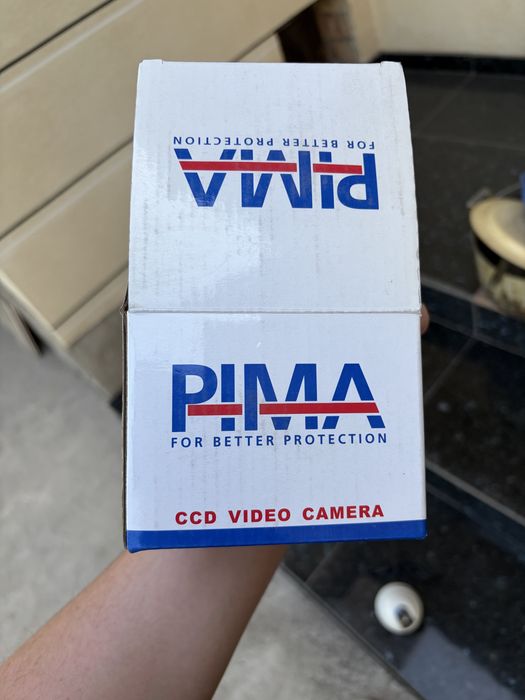 FOR BETTER PROTECTION
PIMA
PIMA
FOR BETTER PROTECTION
CCD VIDEO CAMERA